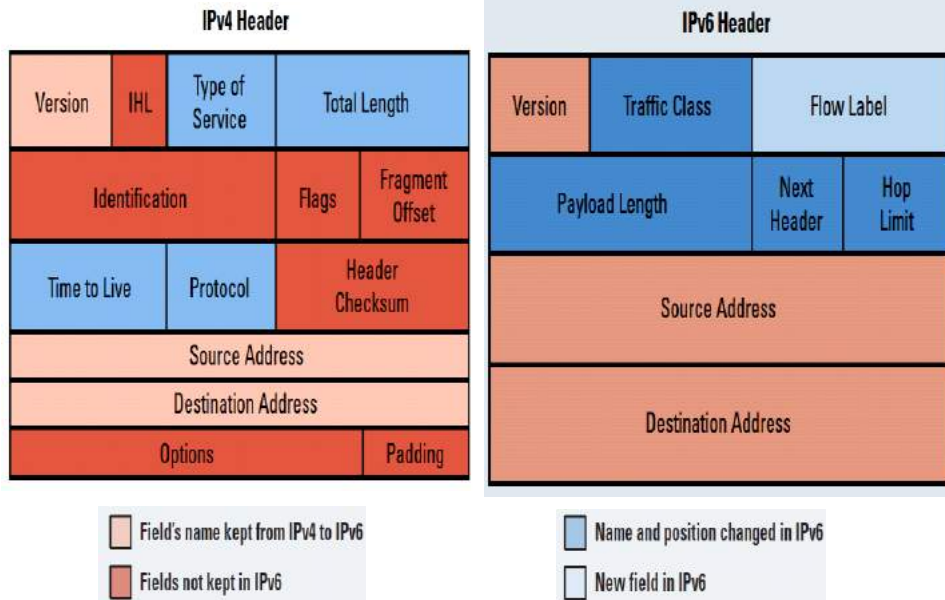 IPv4 Header
Version IHL Type of Service Total Length
Identification Flags Fragment Offset
Time to Live Protocol Header Checksum
Source Address
Destination Address
Options Padding
IPv6 Header
Version Traffic Class Flow Label
Payload Length Next Header Hop Limit
Source Address
Destination Address
Field's name kept from IPv4 to IPv6
Fields not kept in IPv6
Name and position changed in IPv6
New field in IPv6